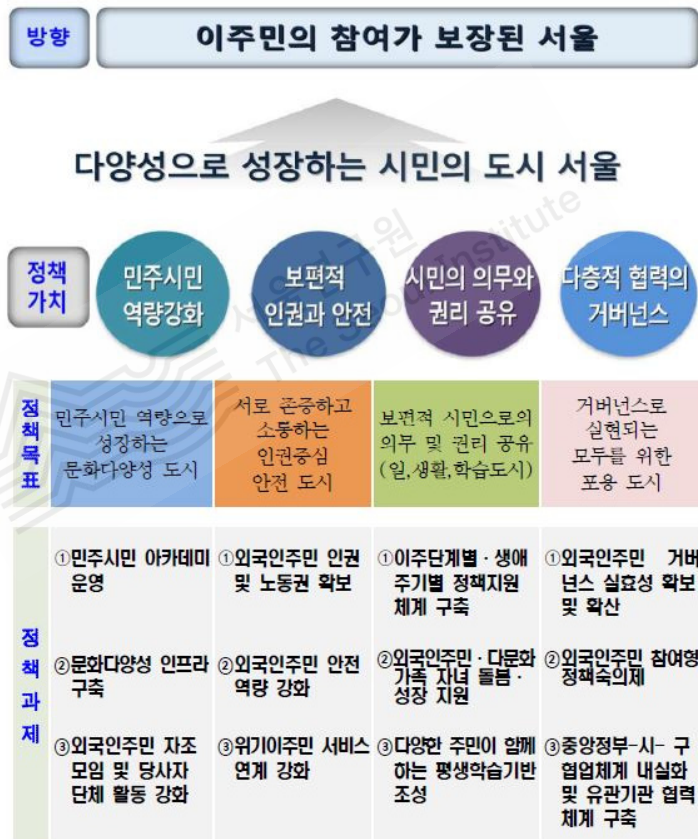 방향
이주민의 참여가 보장된 서울
다양성으로 성장하는 시민의 도시 서울
정책
가치
민주시민
역량강화
보편적
인권과 안전
시민의 의무와
권리 공유
다층적 협력의
거버넌스
서울연구원
The Seoul Institute
정책목표
민주시민 역량으로
성장하는
문화다양성 도시
서로 존중하고
소통하는
인권중심
안전 도시
보편적 시민으로의
의무 및 권리 공유
(일,생활,학습도시)
거버넌스로
실현되는
모두를 위한
포용 도시
정책과제
①민주시민 아카데미
운영
①외국인주민 인권
및 노동권 확보
①이주단계별·생애
주기별 정책지원
체계 구축
①외국인주민 거버
넌스 실효성 확보
및 확산
②문화다양성 인프라
구축
②외국인주민 안전
역량 강화
②외국인주민·다문화
가족 자녀 돌봄·
성장 지원
②외국인주민 참여형
정책숙의제
③외국인주민 자조
모임 및 당사자
단체 활동 강화
③위기이주민 서비스
연계 강화
③다양한 주민이 함께
하는 평생학습기반
조성
③중앙정부-시- 구
협업체계 내실화
및 유관기관 협력
체계 구축